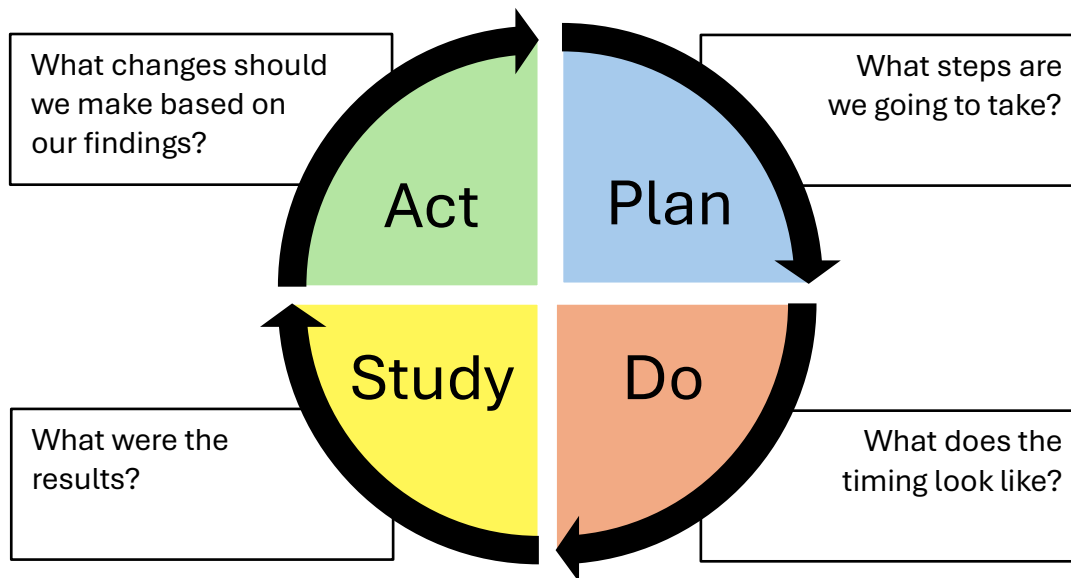 What changes should
we make based on
our findings?
What steps are
we going to take?
Act
Plan
Study
Do
What were the
results?
What does the
timing look like?